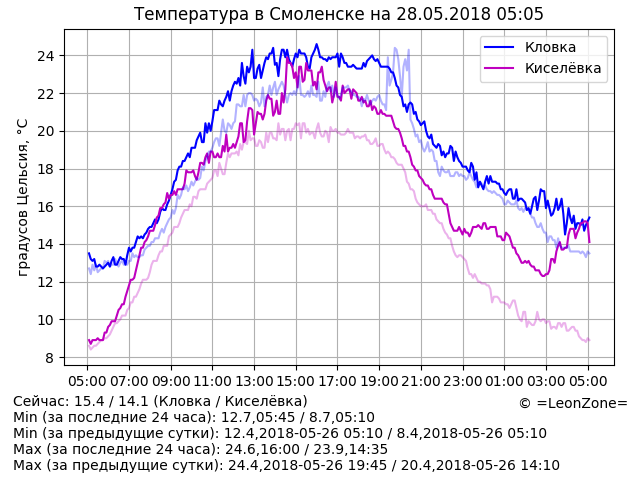 Температура в Смоленске на 28.05.2018 05:05
Кловка
Киселёвка
градусов Цельсия, °C
24
22
20
18
16
14
12
10
8
05:00 07:00 09:00 11:00 13:00 15:00 17:00 19:00 21:00 23:00 01:00 03:00 05:00
Сейчас: 15.4 / 14.1 (Кловка / Киселёвка)
© =LeonZone=
Min (за последние 24 часа): 12.7,05:45 / 8.7,05:10
Min (за предыдущие сутки): 12.4,2018-05-26 05:10 / 8.4,2018-05-26 05:10
Max (за последние 24 часа): 24.6,16:00 / 23.9,14:35
Max (за предыдущие сутки): 24.4,2018-05-26 19:45 / 20.4,2018-05-26 14:10